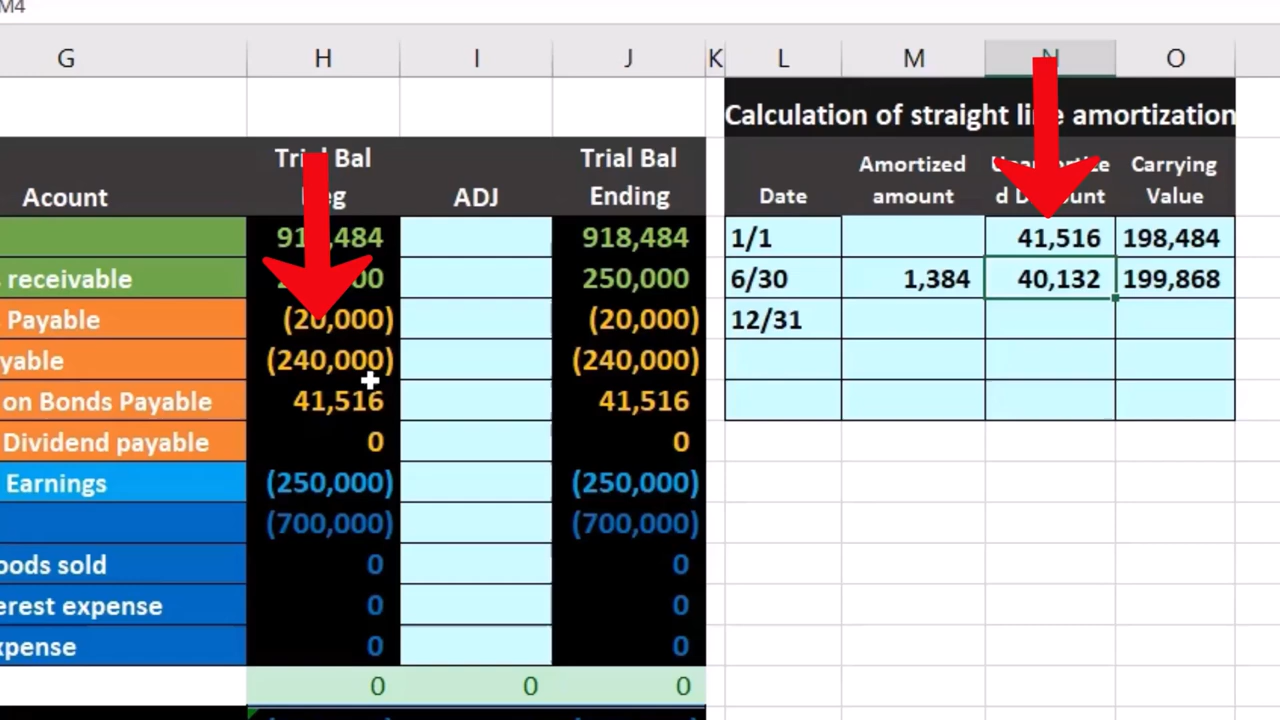 M4
G H I J K L M N O
Calculation of straight line amortization
Trial Bal Trial Bal Amortized Carrying
Acount Beg ADJ Ending Date amount Value
918,484 918,484 1/1 41,516 198,484
receivable 250,000 6/30 1,384 40,132 199,868
Payable (20,000) (20,000) 12/31
yable (240,000) (240,000)
on Bonds Payable 41,516 41,516
Dividend payable 0 0
Earnings (250,000) (250,000)
(700,000) (700,000)
oods sold 0 0
erest expense 0 0
xpense 0 0
0 0 0